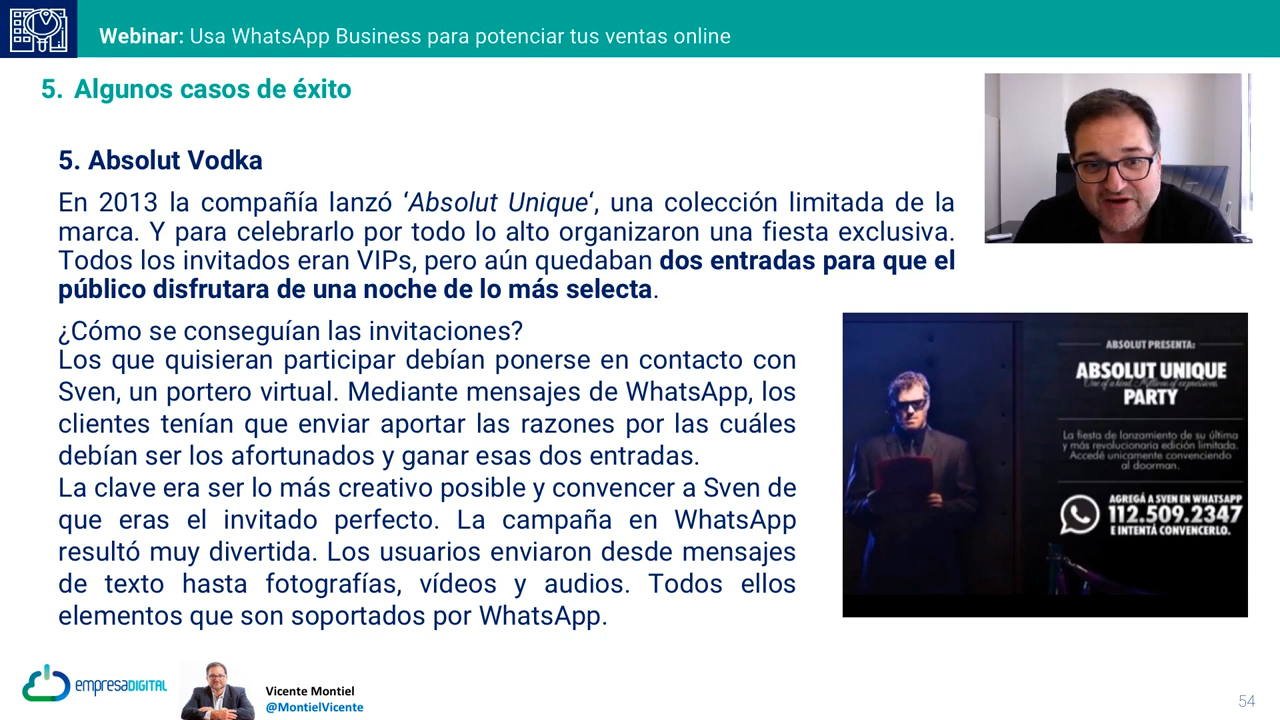 Webinar: Usa WhatsApp Business para potenciar tus ventas online
5. Algunos casos de éxito
5. Absolut Vodka
En 2013 la compañía lanzó ‘Absolut Unique‘, una colección limitada de la
marca. Y para celebrarlo por todo lo alto organizaron una fiesta exclusiva.
Todos los invitados eran VIPs, pero aún quedaban dos entradas para que el
público disfrutara de una noche de lo más selecta.
¿Cómo se conseguían las invitaciones?
Los que quisieran participar debían ponerse en contacto con
Sven, un portero virtual. Mediante mensajes de WhatsApp, los
clientes tenían que enviar aportar las razones por las cuáles
debían ser los afortunados y ganar esas dos entradas.
La clave era ser lo más creativo posible y convencer a Sven de
que eras el invitado perfecto. La campaña en WhatsApp
resultó muy divertida. Los usuarios enviaron desde mensajes
de texto hasta fotografías, vídeos y audios. Todos ellos
elementos que son soportados por WhatsApp.
ABSOLUT PRESENTA:
ABSOLUT UNIQUE
One of a kind. Millions of expressions
PARTY
La fiesta de lanzamiento de su última
y más revolucionaria edición limitada.
Accedé unicamente convenciendo
al doorman.
AGREGÁ A SVEN EN WHATSAPP
112.509.2347
E INTENTÁ CONVENCERLO.
empresaDIGITAL
Vicente Montiel
@MontielVicente
54